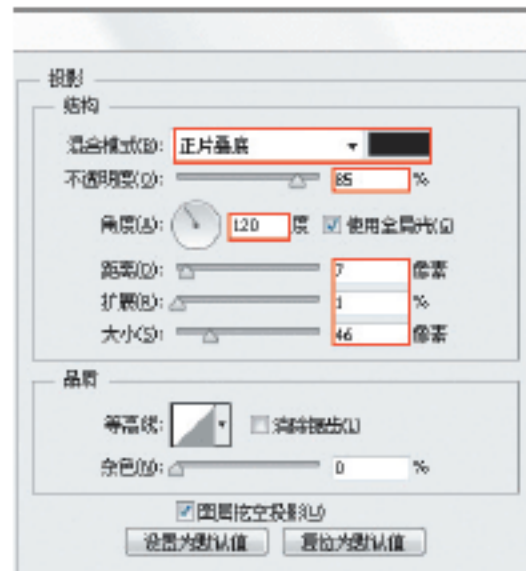 投影
结构
混合模式(B): 正片叠底
不透明度(O): 85 %
角度(A): 120 度 使用全局光(G)
距离(D): 7 像素
扩展(R): 1 %
大小(S): 46 像素
品质
等高线: 消除锯齿(L)
杂色(N): 0 %
图层挖空投影(U)
设置为默认值 复位为默认值